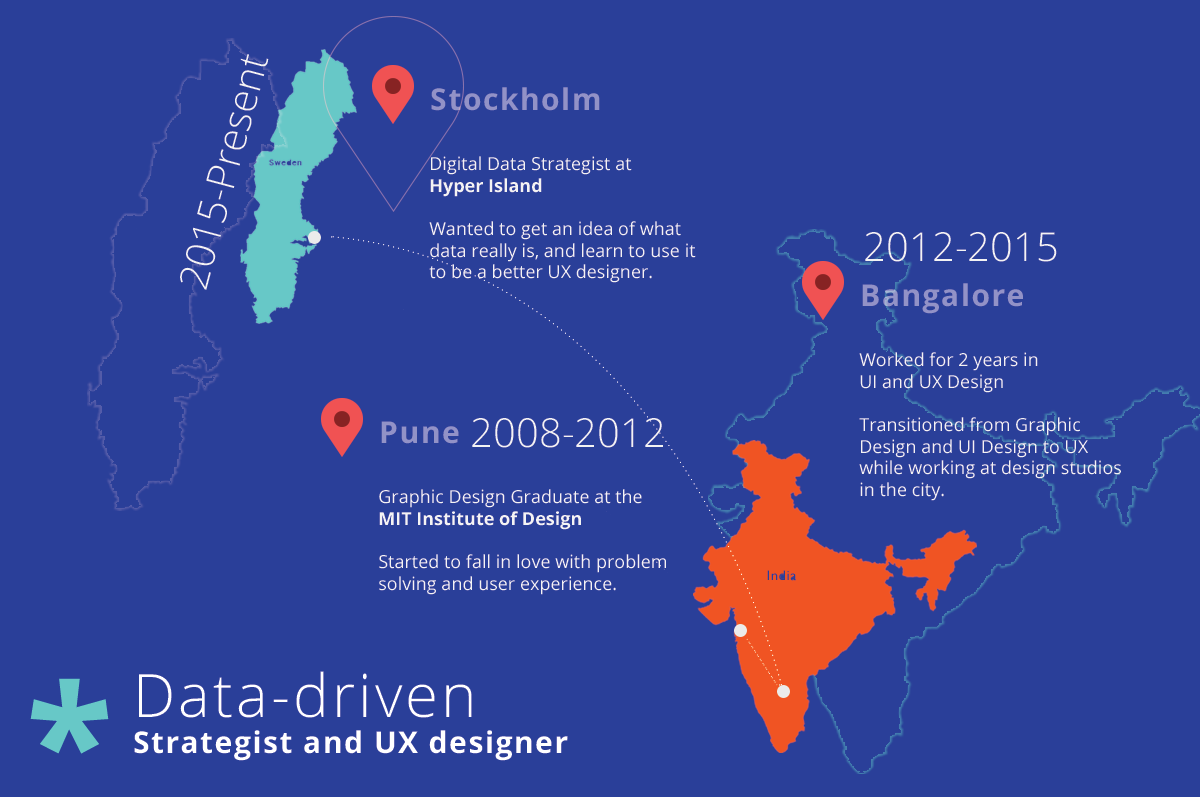 2015-Present
Sweden
Stockholm
Digital Data Strategist at
Hyper Island
Wanted to get an idea of what
data really is, and learn to use it
to be a better UX designer.
2012-2015
Bangalore
Worked for 2 years in
UI and UX Design
Transitioned from Graphic
Design and UI Design to UX
while working at design studios
in the city.
Pune 2008-2012
Graphic Design Graduate at the
MIT Institute of Design
Started to fall in love with problem
solving and user experience.
India
Data-driven
Strategist and UX designer